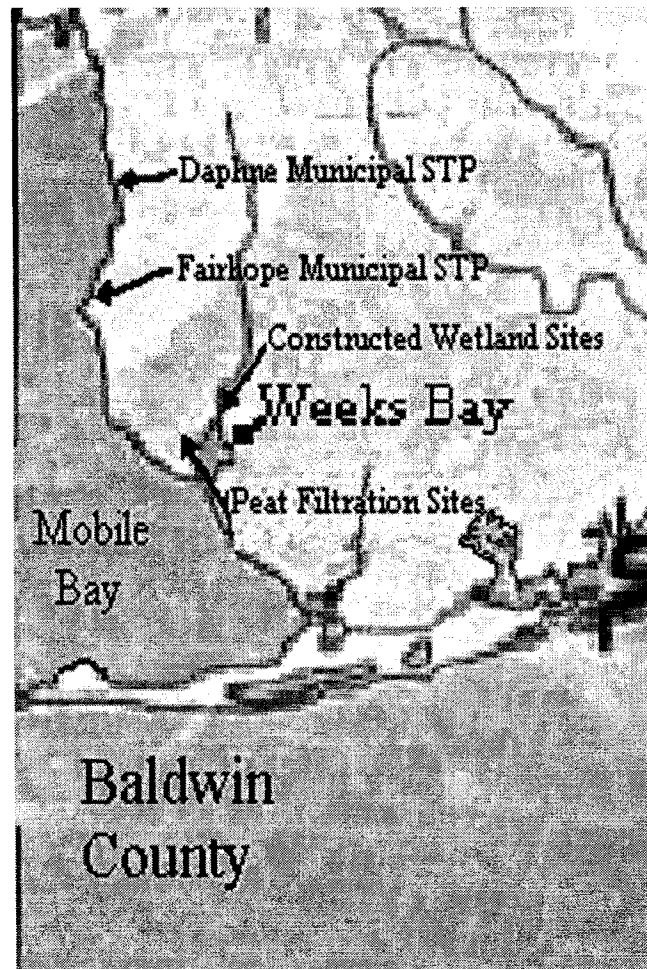 Daphne Municipal STP
Fairhope Municipal STP
Constructed Wetland Sites
Weeks Bay
Peat Filtration Sites
Mobile
Bay
Baldwin
County